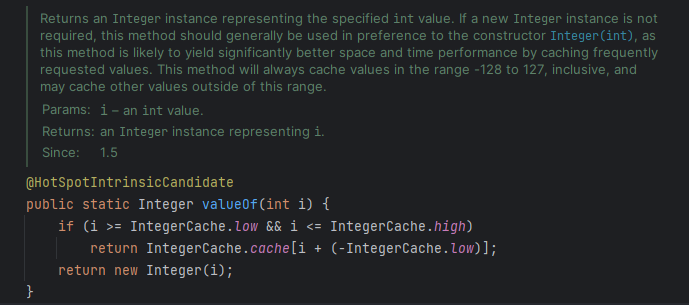 Returns an Integer instance representing the specified int value. If a new Integer instance is not
required, this method should generally be used in preference to the constructor Integer(int), as
this method is likely to yield significantly better space and time performance by caching frequently
requested values. This method will always cache values in the range -128 to 127, inclusive, and
may cache other values outside of this range.
Params: i – an int value.
Returns: an Integer instance representing i.
Since: 1.5
@HotSpotIntrinsicCandidate
public static Integer valueOf(int i) {
    if (i >= IntegerCache.low && i <= IntegerCache.high)
        return IntegerCache.cache[i + (-IntegerCache.low)];
    return new Integer(i);
}